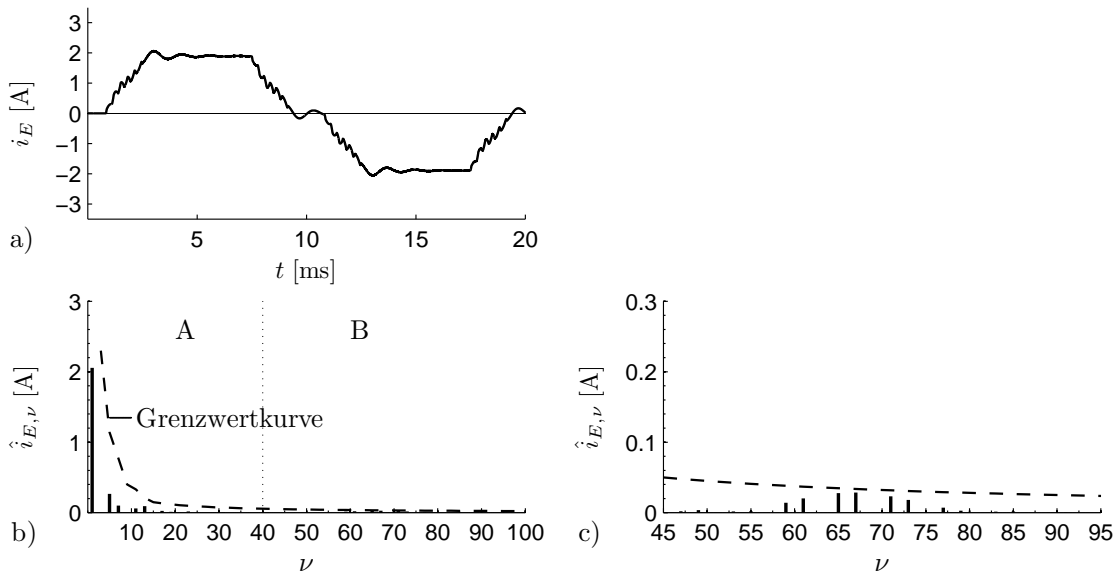 i_E [A]
3
2
1
0
−1
−2
−3
5 10 15 20
a)
t [ms]
î_{E,ν} [A]
3
2
1
0
A B
Grenzwertkurve
10 20 30 40 50 60 70 80 90 100
b)
ν
î_{E,ν} [A]
0.3
0.2
0.1
0
45 50 55 60 65 70 75 80 85 90 95
c)
ν